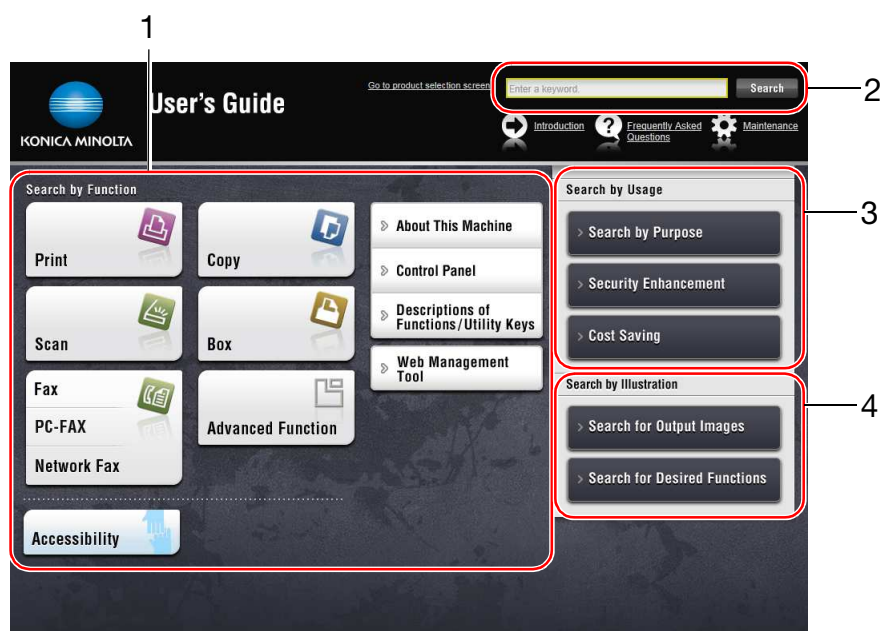 1
Go to product selection screen
Enter a keyword.
Search
2
KONICA MINOLTA
User's Guide
Introduction
Frequently Asked
Questions
Maintenance
Search by Function
Print
Copy
Scan
Box
Fax
PC-FAX
Network Fax
Advanced Function
Accessibility
About This Machine
Control Panel
Descriptions of
Functions/Utility Keys
Web Management
Tool
Search by Usage
3
Search by Purpose
Security Enhancement
Cost Saving
Search by Illustration
4
Search for Output Images
Search for Desired Functions